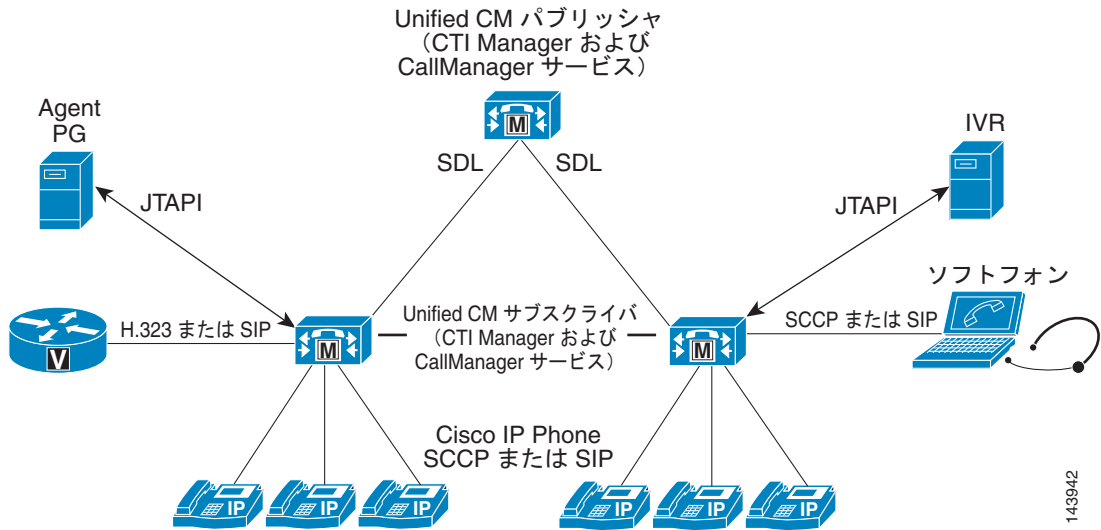 Unified CM パブリッシャ
（CTI Manager および
CallManager サービス）
Agent
PG
M
IVR
SDL
SDL
JTAPI
JTAPI
ソフトフォン
V
H.323 または SIP
M
Unified CM サブスクライバ
（CTI Manager および
CallManager サービス）
M
SCCP または SIP
Cisco IP Phone
SCCP または SIP
IP
IP
IP
IP
IP
IP
143942